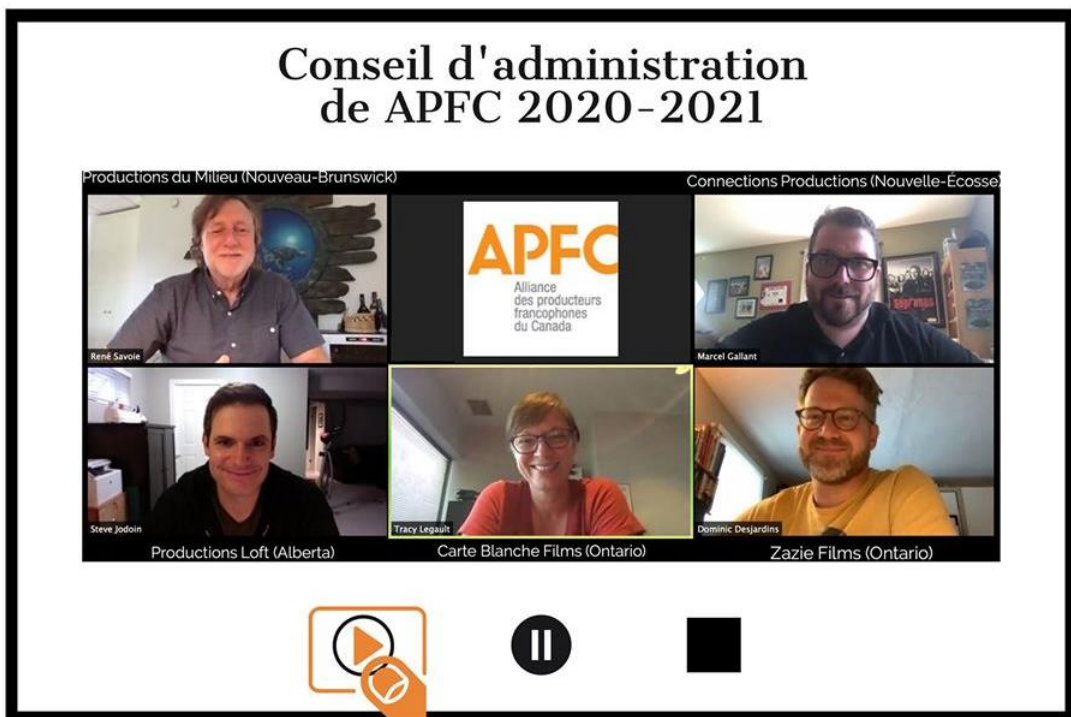 Conseil d'administration
de APFC 2020-2021
Productions du Milieu (Nouveau-Brunswick)
Connections Productions (Nouvelle-Écosse)
APFC
Alliance
des producteurs
francophones
du Canada
Sopranos
René Savoie
Marcel Gallant
Steve Jodoin
Tracy Legault
Dominic Desjardins
Productions Loft (Alberta)
Carte Blanche Films (Ontario)
Zazie Films (Ontario)